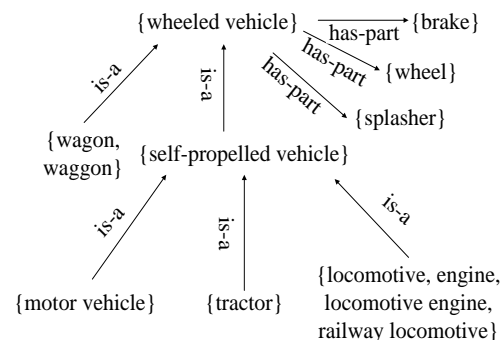 {wheeled vehicle}
has-part
{brake}
has-part
{wheel}
has-part
{splasher}
is-a
is-a
{wagon,
waggon}
{self-propelled vehicle}
is-a
is-a
is-a
{motor vehicle}
{tractor}
{locomotive, engine,
locomotive engine,
railway locomotive}